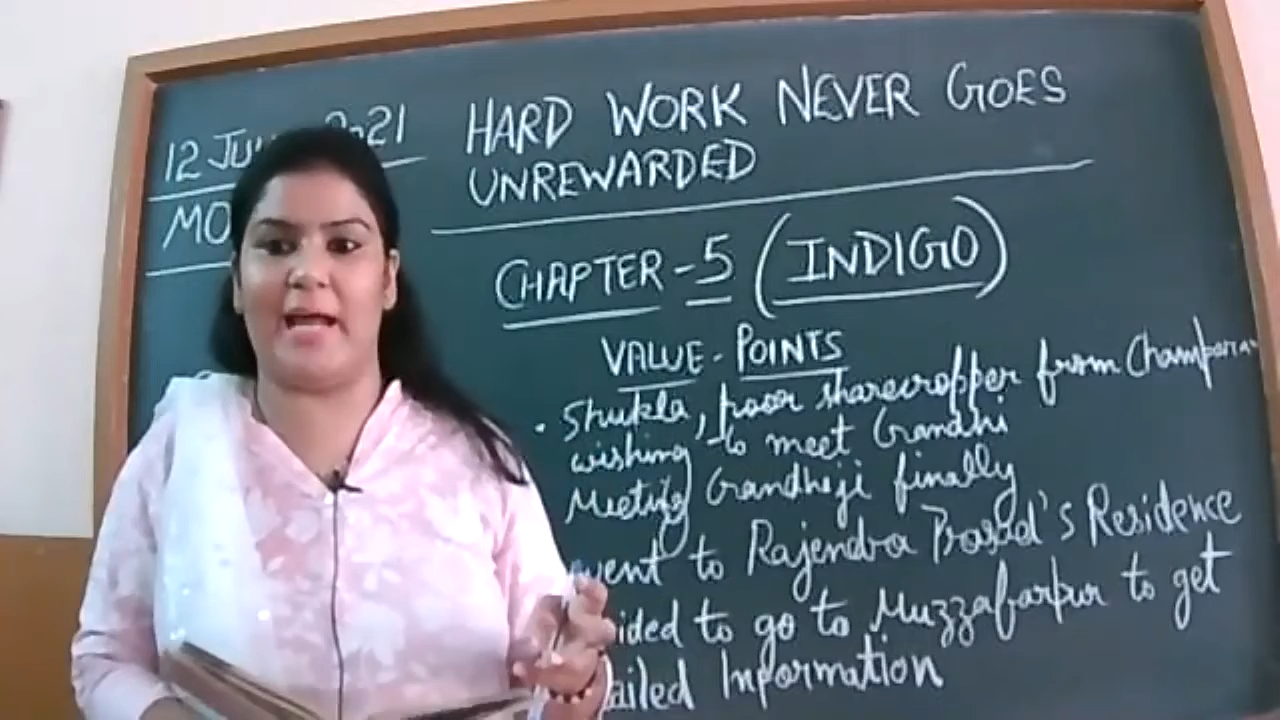 12 2021
HARD WORK NEVER GOES
UNREWARDED
MO
CHAPTER - 5 (INDIGO)
VALUE - POINTS
• Shukla, poor sharecropper from Champaran
wishing to meet Gandhi
Meeting Gandhiji finally
went to Rajendra Prasad's Residence
ided to go to Muzzafarpur to get
ailed Information